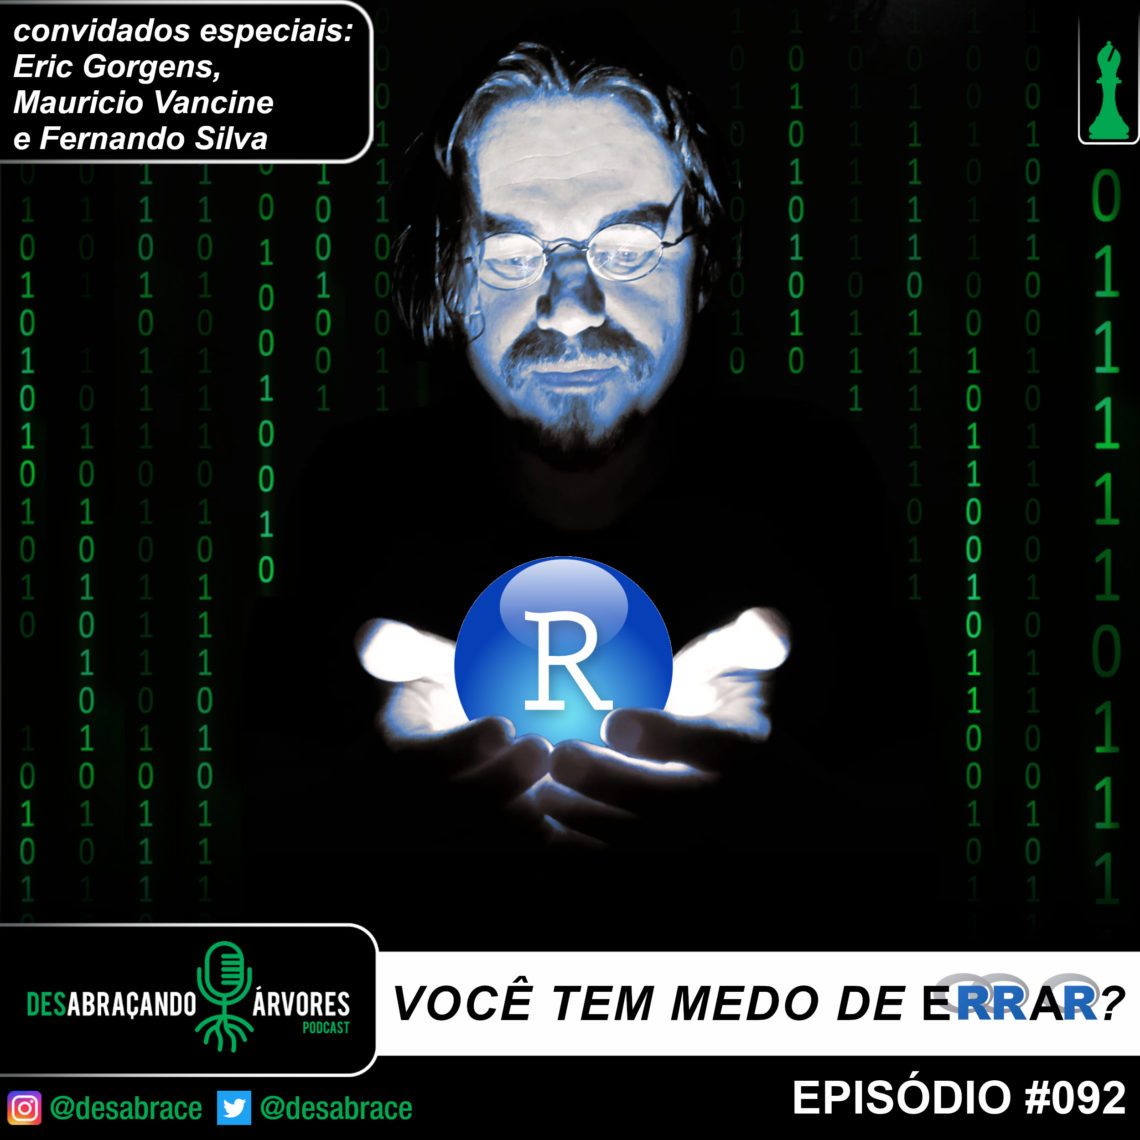 convidados especiais:
Eric Gorgens,
Mauricio Vancine
e Fernando Silva
R
DESABRAÇANDO ÁRVORES
PODCAST
VOCÊ TEM MEDO DE ERRAR?
@desabrace @desabrace
EPISÓDIO #092